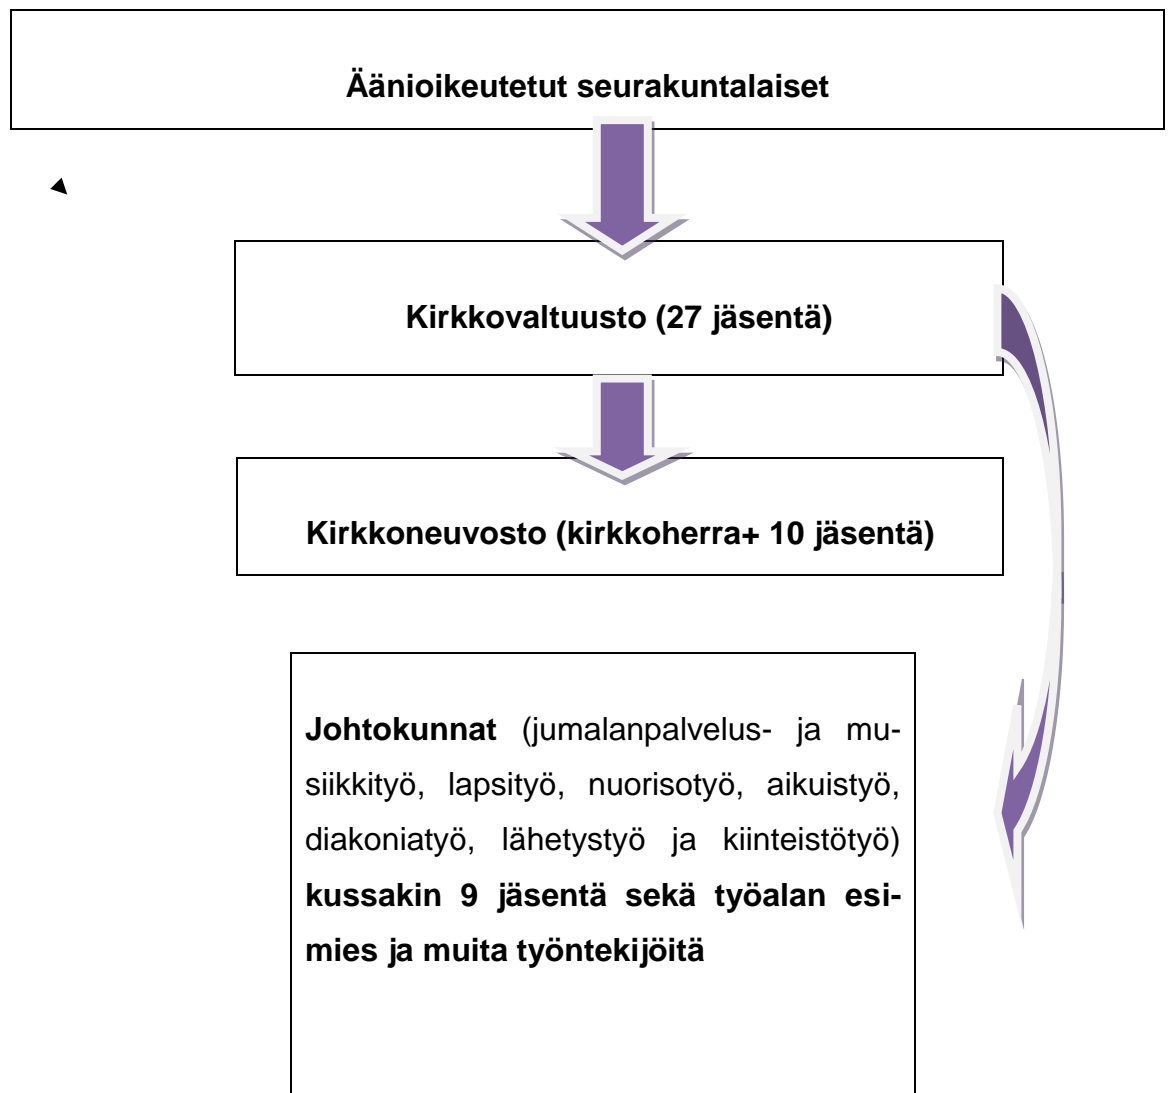 Äänioikeutetut seurakuntalaiset
Kirkkovaltuusto (27 jäsentä)
Kirkkoneuvosto (kirkkoherra+ 10 jäsentä)
Johtokunnat (jumalanpalvelus- ja mu-
siikkityö, lapsityö, nuorisotyö, aikuistyö,
diakoniatyö, lähetystyö ja kiinteistötyö)
kussakin 9 jäsentä sekä työalan esi-
mies ja muita työntekijöitä